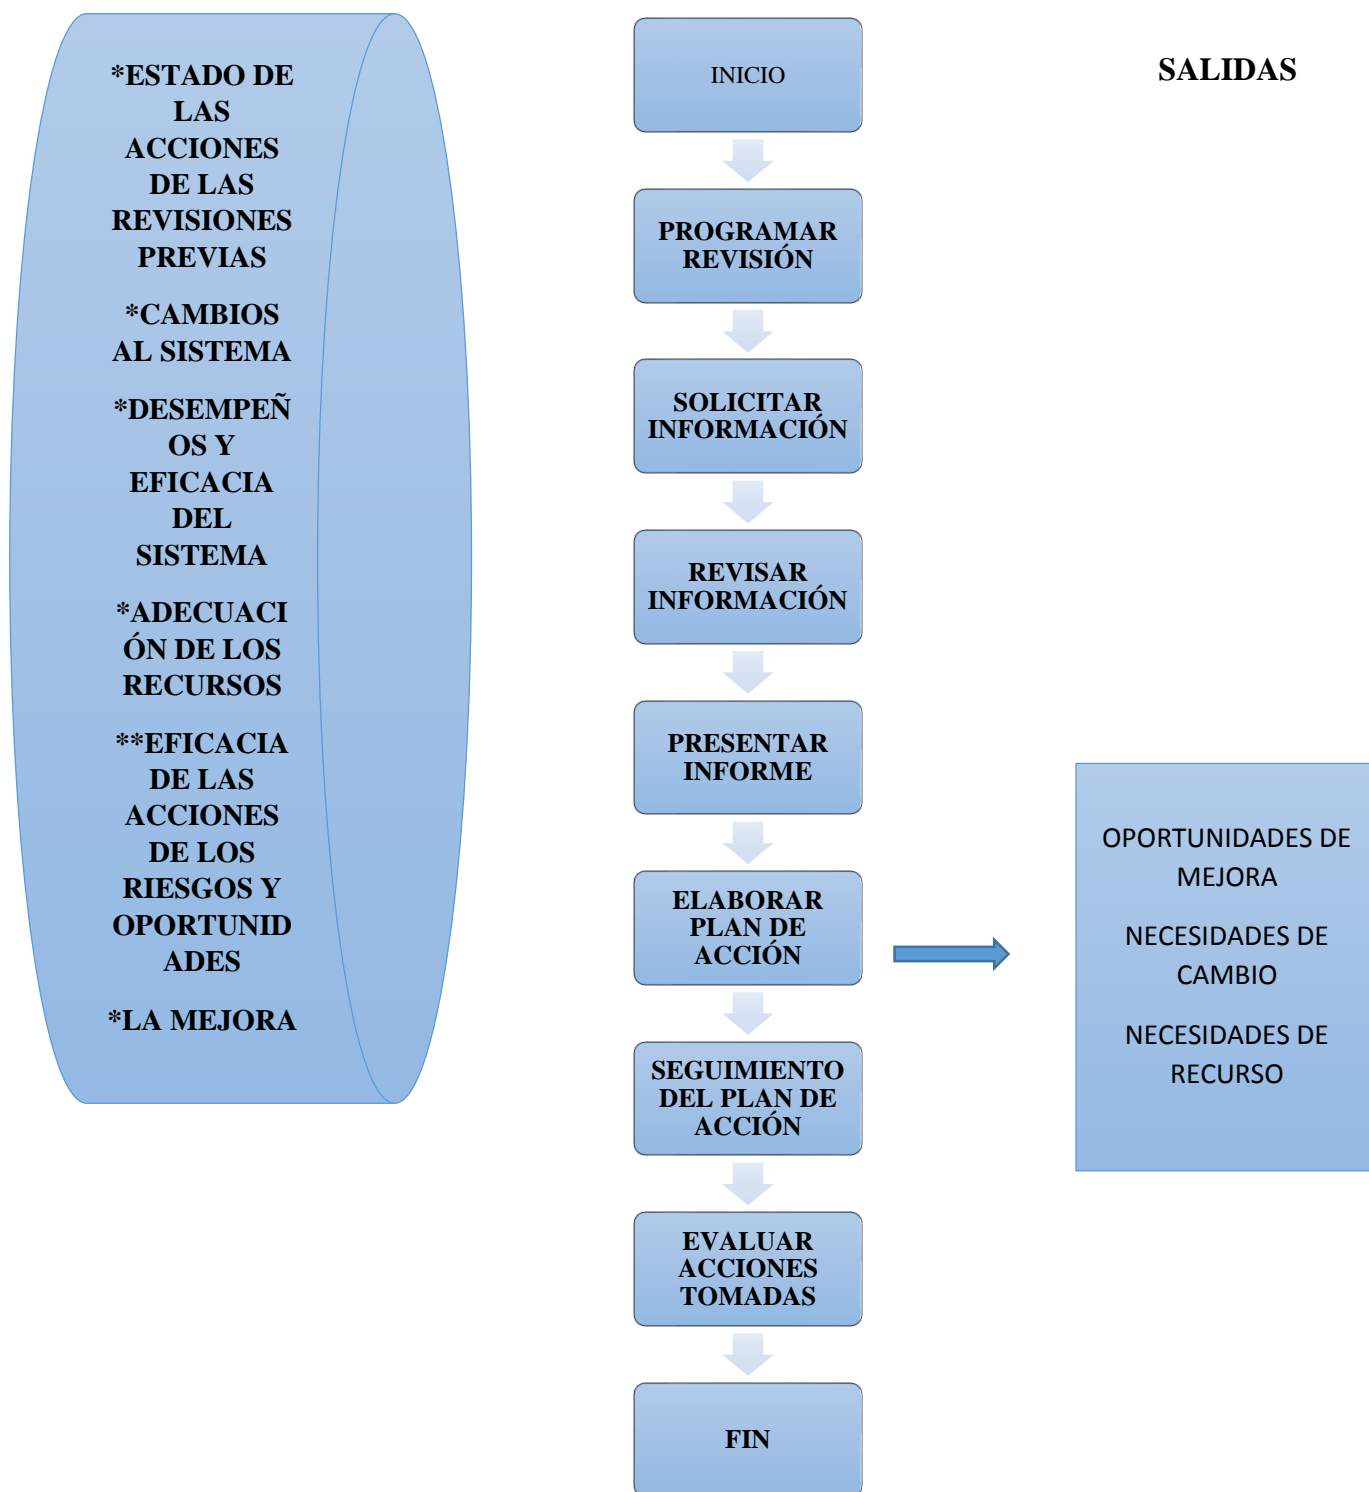 *ESTADO DE
LAS
ACCIONES
DE LAS
REVISIONES
PREVIAS
*CAMBIOS
AL SISTEMA
*DESEMPEÑ
OS Y
EFICACIA
DEL
SISTEMA
*ADECUACI
ÓN DE LOS
RECURSOS
**EFICACIA
DE LAS
ACCIONES
DE LOS
RIESGOS Y
OPORTUNID
ADES
*LA MEJORA
INICIO
PROGRAMAR
REVISIÓN
SOLICITAR
INFORMACIÓN
REVISAR
INFORMACIÓN
PRESENTAR
INFORME
ELABORAR
PLAN DE
ACCIÓN
SEGUIMIENTO
DEL PLAN DE
ACCIÓN
EVALUAR
ACCIONES
TOMADAS
FIN
SALIDAS
OPORTUNIDADES DE
MEJORA
NECESIDADES DE
CAMBIO
NECESIDADES DE
RECURSO